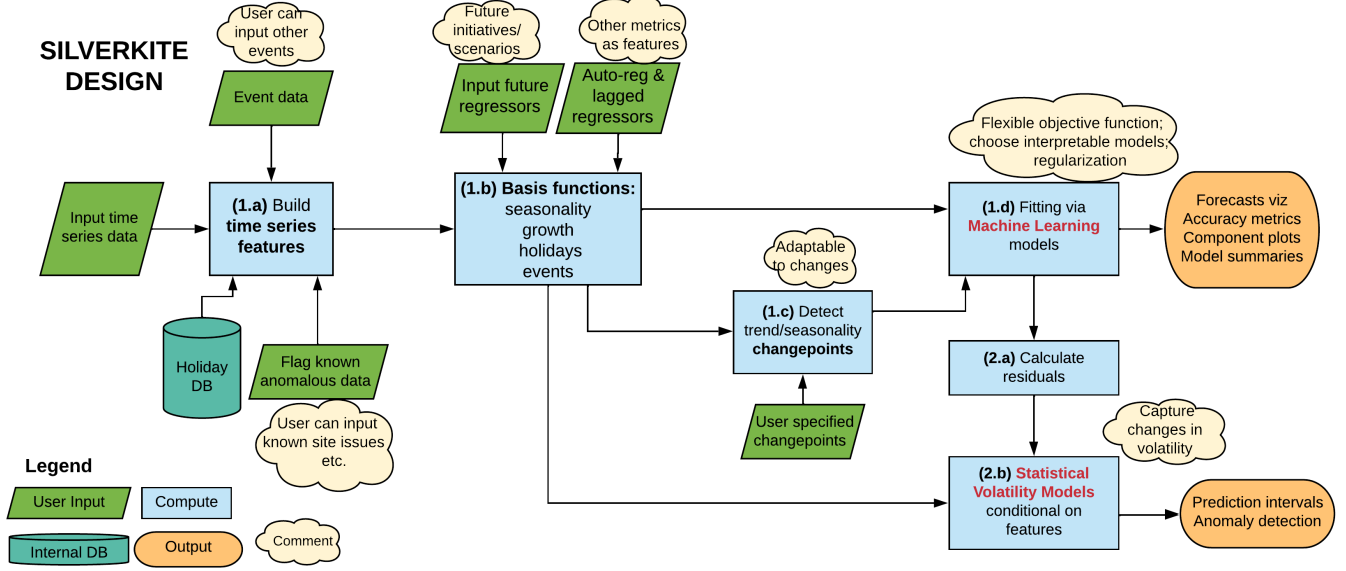 SILVERKITE
DESIGN
User can
input other
events
Event data
Input time
series data
(1.a) Build
time series
features
Holiday
DB
Flag known
anomalous data
User can input
known site issues
etc.
Future
initiatives/
scenarios
Input future
regressors
Other metrics
as features
Auto-reg &
lagged
regressors
(1.b) Basis functions:
seasonality
growth
holidays
events
Adaptable
to changes
(1.c) Detect
trend/seasonality
changepoints
User specified
changepoints
Flexible objective function;
choose interpretable models;
regularization
(1.d) Fitting via
Machine Learning
models
Forecasts viz
Accuracy metrics
Component plots
Model summaries
(2.a) Calculate
residuals
Capture
changes in
volatility
(2.b) Statistical
Volatility Models
conditional on
features
Prediction intervals
Anomaly detection
Legend
User Input
Compute
Internal DB
Output
Comment